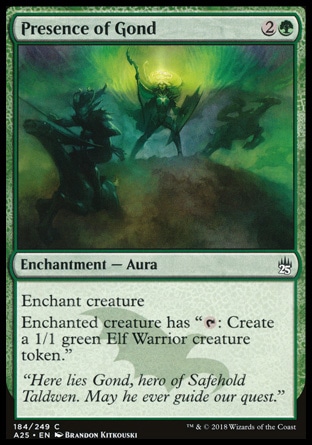 Presence of Gond 2
Enchantment — Aura
25
Enchant creature
Enchanted creature has “: Create
a 1/1 green Elf Warrior creature
token.”
“Here lies Gond, hero of Safehold
Taldwen. May he ever guide our quest.”
184/249 C
A25 • EN Brandon Kitkouski
™ & © 2018 Wizards of the Coast